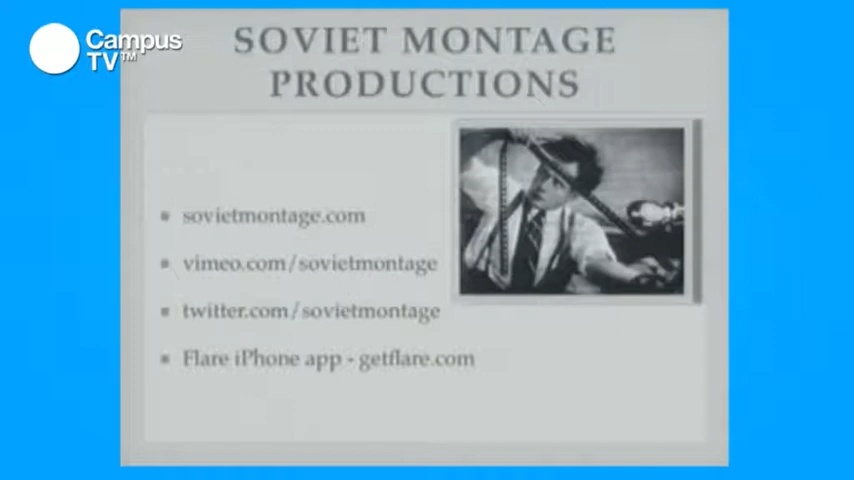 Campus
TV™
SOVIET MONTAGE
PRODUCTIONS
sovietmontage.com
vimeo.com/sovietmontage
twitter.com/sovietmontage
Flare iPhone app - getflare.com